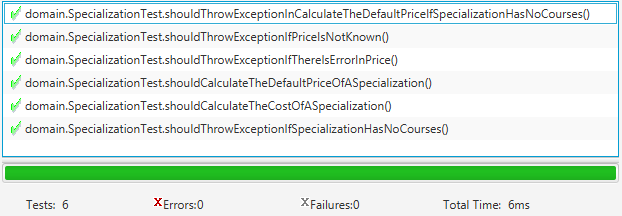 domain.SpecializationTest.shouldThrowExceptionInCalculateTheDefaultPriceIfSpecializationHasNoCourses()
domain.SpecializationTest.shouldThrowExceptionIfPriceIsNotKnown()
domain.SpecializationTest.shouldThrowExceptionIfThereIsErrorInPrice()
domain.SpecializationTest.shouldCalculateTheDefaultPriceOfASpecialization()
domain.SpecializationTest.shouldCalculateTheCostOfASpecialization()
domain.SpecializationTest.shouldThrowExceptionIfSpecializationHasNoCourses()
Tests: 6 Errors:0 Failures:0 Total Time: 6ms